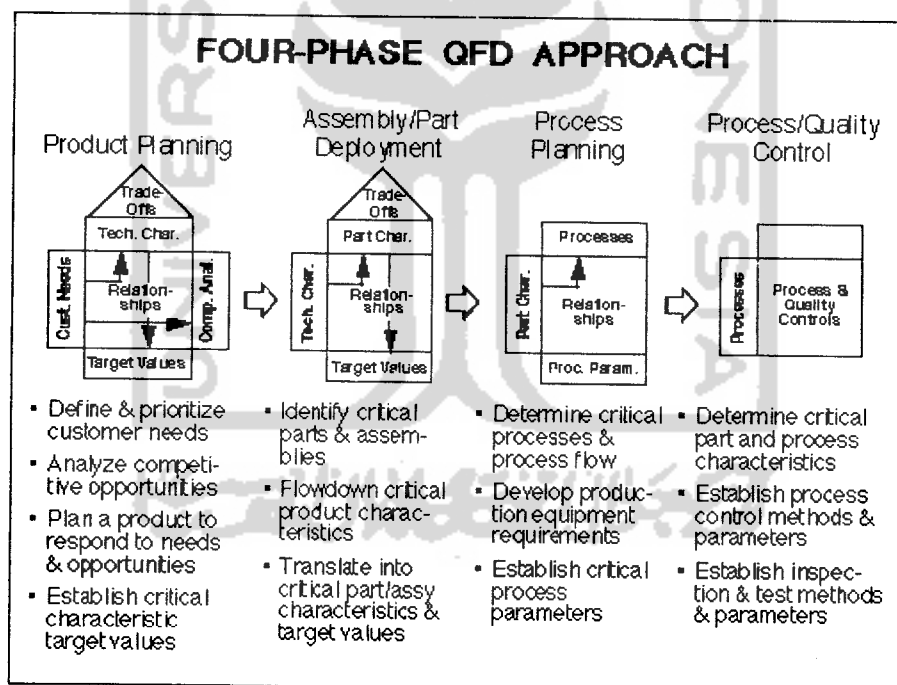 FOUR-PHASE QFD APPROACH
Product Planning
Trade-
Offs
Tech. Char.
Cust. Needs
Relation-
ships
Comp. Anal.
Target Values
Assembly/Part
Deployment
Trade-
Offs
Part Char.
Tech. Char.
Relation-
ships
Target Values
Process
Planning
Processes
Part Char.
Relation-
ships
Proc. Param.
Process/Quality
Control
Processes
Process &
Quality
Controls
▪ Define & prioritize
customer needs
▪ Analyze competi-
tive opportunities
▪ Plan a product to
respond to needs
& opportunities
▪ Establish critical
characteristic
target values
▪ Identify critical
parts & assem-
blies
▪ Flowdown critical
product charac-
teristics
▪ Translate into
critical part/assy
characteristics &
target values
▪ Determine critical
processes &
process flow
▪ Develop produc-
tion equipment
requirements
▪ Establish critical
process
parameters
▪ Determine critical
part and process
characteristics
▪ Establish process
control methods &
parameters
▪ Establish inspec-
tion & test methods
& parameters
UNIVERS
ONESIA